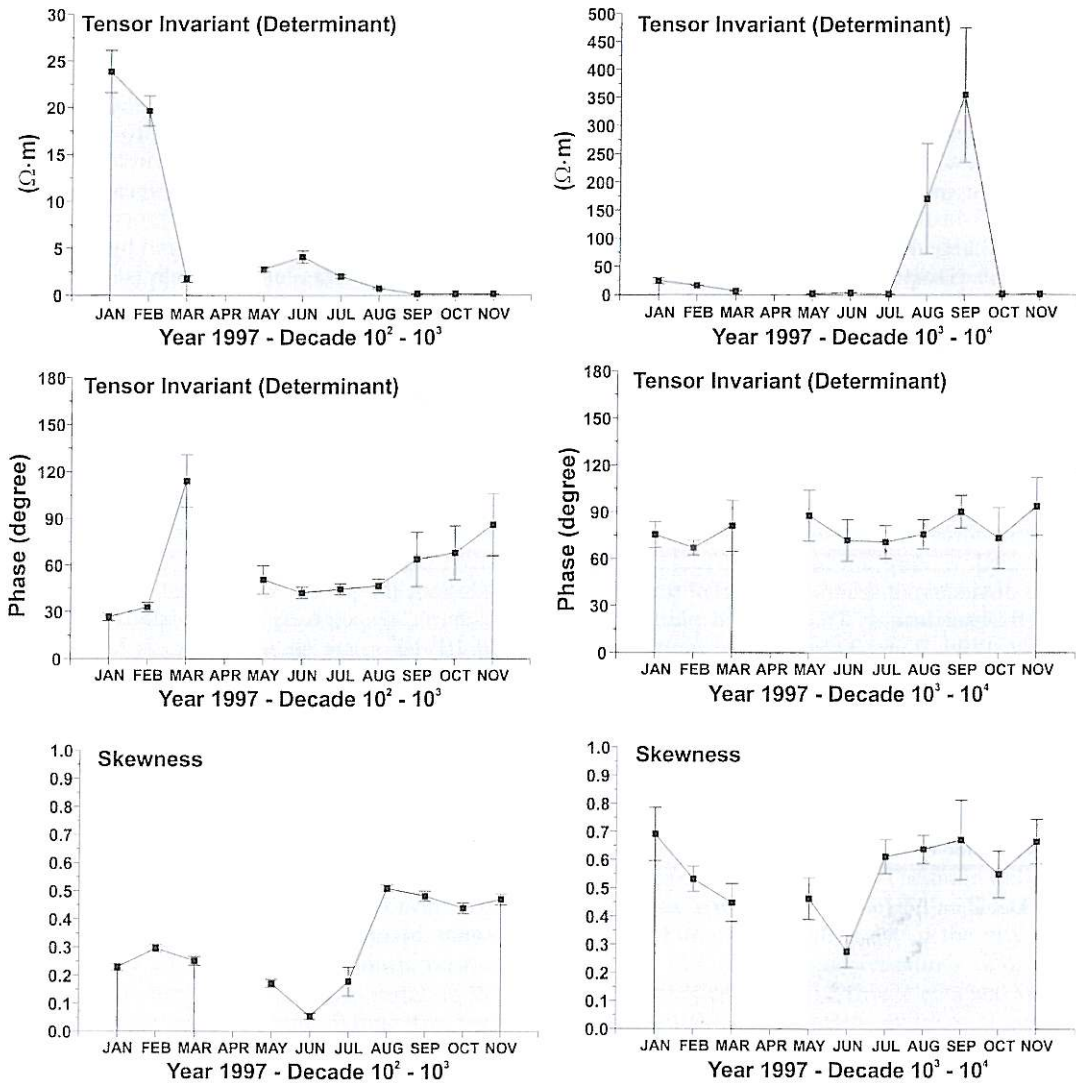 Tensor Invariant (Determinant)
30
25
20
15
10
5
0
(Ω·m)
JAN FEB MAR APR MAY JUN JUL AUG SEP OCT NOV
Year 1997 - Decade 10² - 10³
Tensor Invariant (Determinant)
500
450
400
350
300
250
200
150
100
50
0
(Ω·m)
JAN FEB MAR APR MAY JUN JUL AUG SEP OCT NOV
Year 1997 - Decade 10³ - 10⁴
Tensor Invariant (Determinant)
180
150
120
90
60
30
0
Phase (degree)
JAN FEB MAR APR MAY JUN JUL AUG SEP OCT NOV
Year 1997 - Decade 10² - 10³
Tensor Invariant (Determinant)
180
150
120
90
60
30
0
Phase (degree)
JAN FEB MAR APR MAY JUN JUL AUG SEP OCT NOV
Year 1997 - Decade 10³ - 10⁴
Skewness
1.0
0.9
0.8
0.7
0.6
0.5
0.4
0.3
0.2
0.1
0.0
JAN FEB MAR APR MAY JUN JUL AUG SEP OCT NOV
Year 1997 - Decade 10² - 10³
Skewness
1.0
0.9
0.8
0.7
0.6
0.5
0.4
0.3
0.2
0.1
0.0
JAN FEB MAR APR MAY JUN JUL AUG SEP OCT NOV
Year 1997 - Decade 10³ - 10⁴